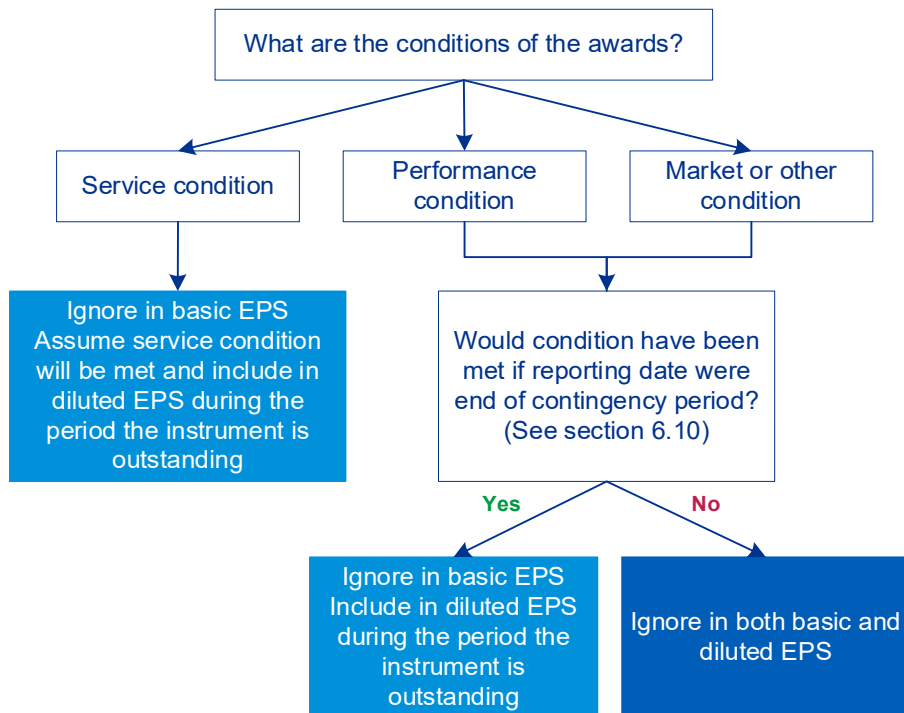 What are the conditions of the awards?
Service condition
Performance
condition
Market or other
condition
Ignore in basic EPS
Assume service condition
will be met and include in
diluted EPS during the
period the instrument is
outstanding
Would condition have been
met if reporting date were
end of contingency period?
(See section 6.10)
Yes
No
Ignore in basic EPS
Include in diluted EPS
during the period the
instrument is
outstanding
Ignore in both basic and
diluted EPS